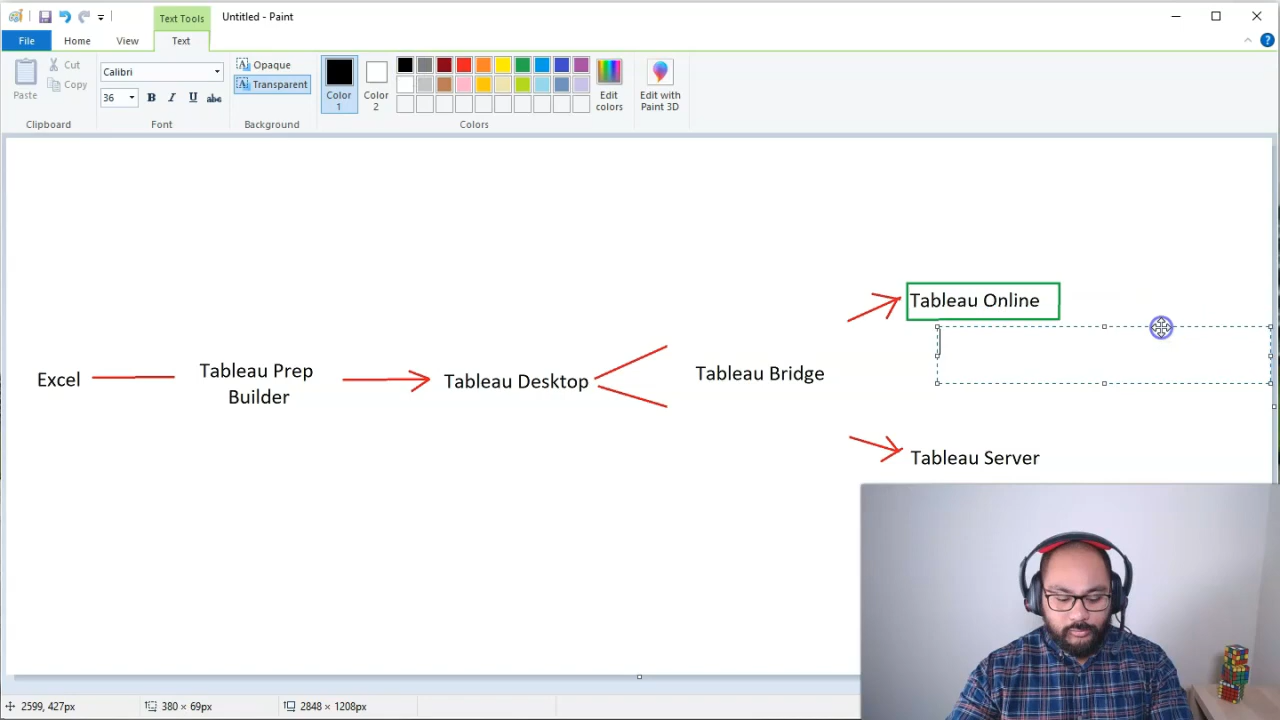 Text Tools
Untitled - Paint
File
Home
View
Text
Paste
Cut
Copy
Clipboard
Calibri
36
B I U abc
Font
Opaque
Transparent
Background
Color 1
Color 2
Colors
Edit colors
Edit with Paint 3D
Tableau Online
Excel
Tableau Prep
Builder
Tableau Desktop
Tableau Bridge
Tableau Server
2599, 427px
380 × 69px
2848 × 1208px